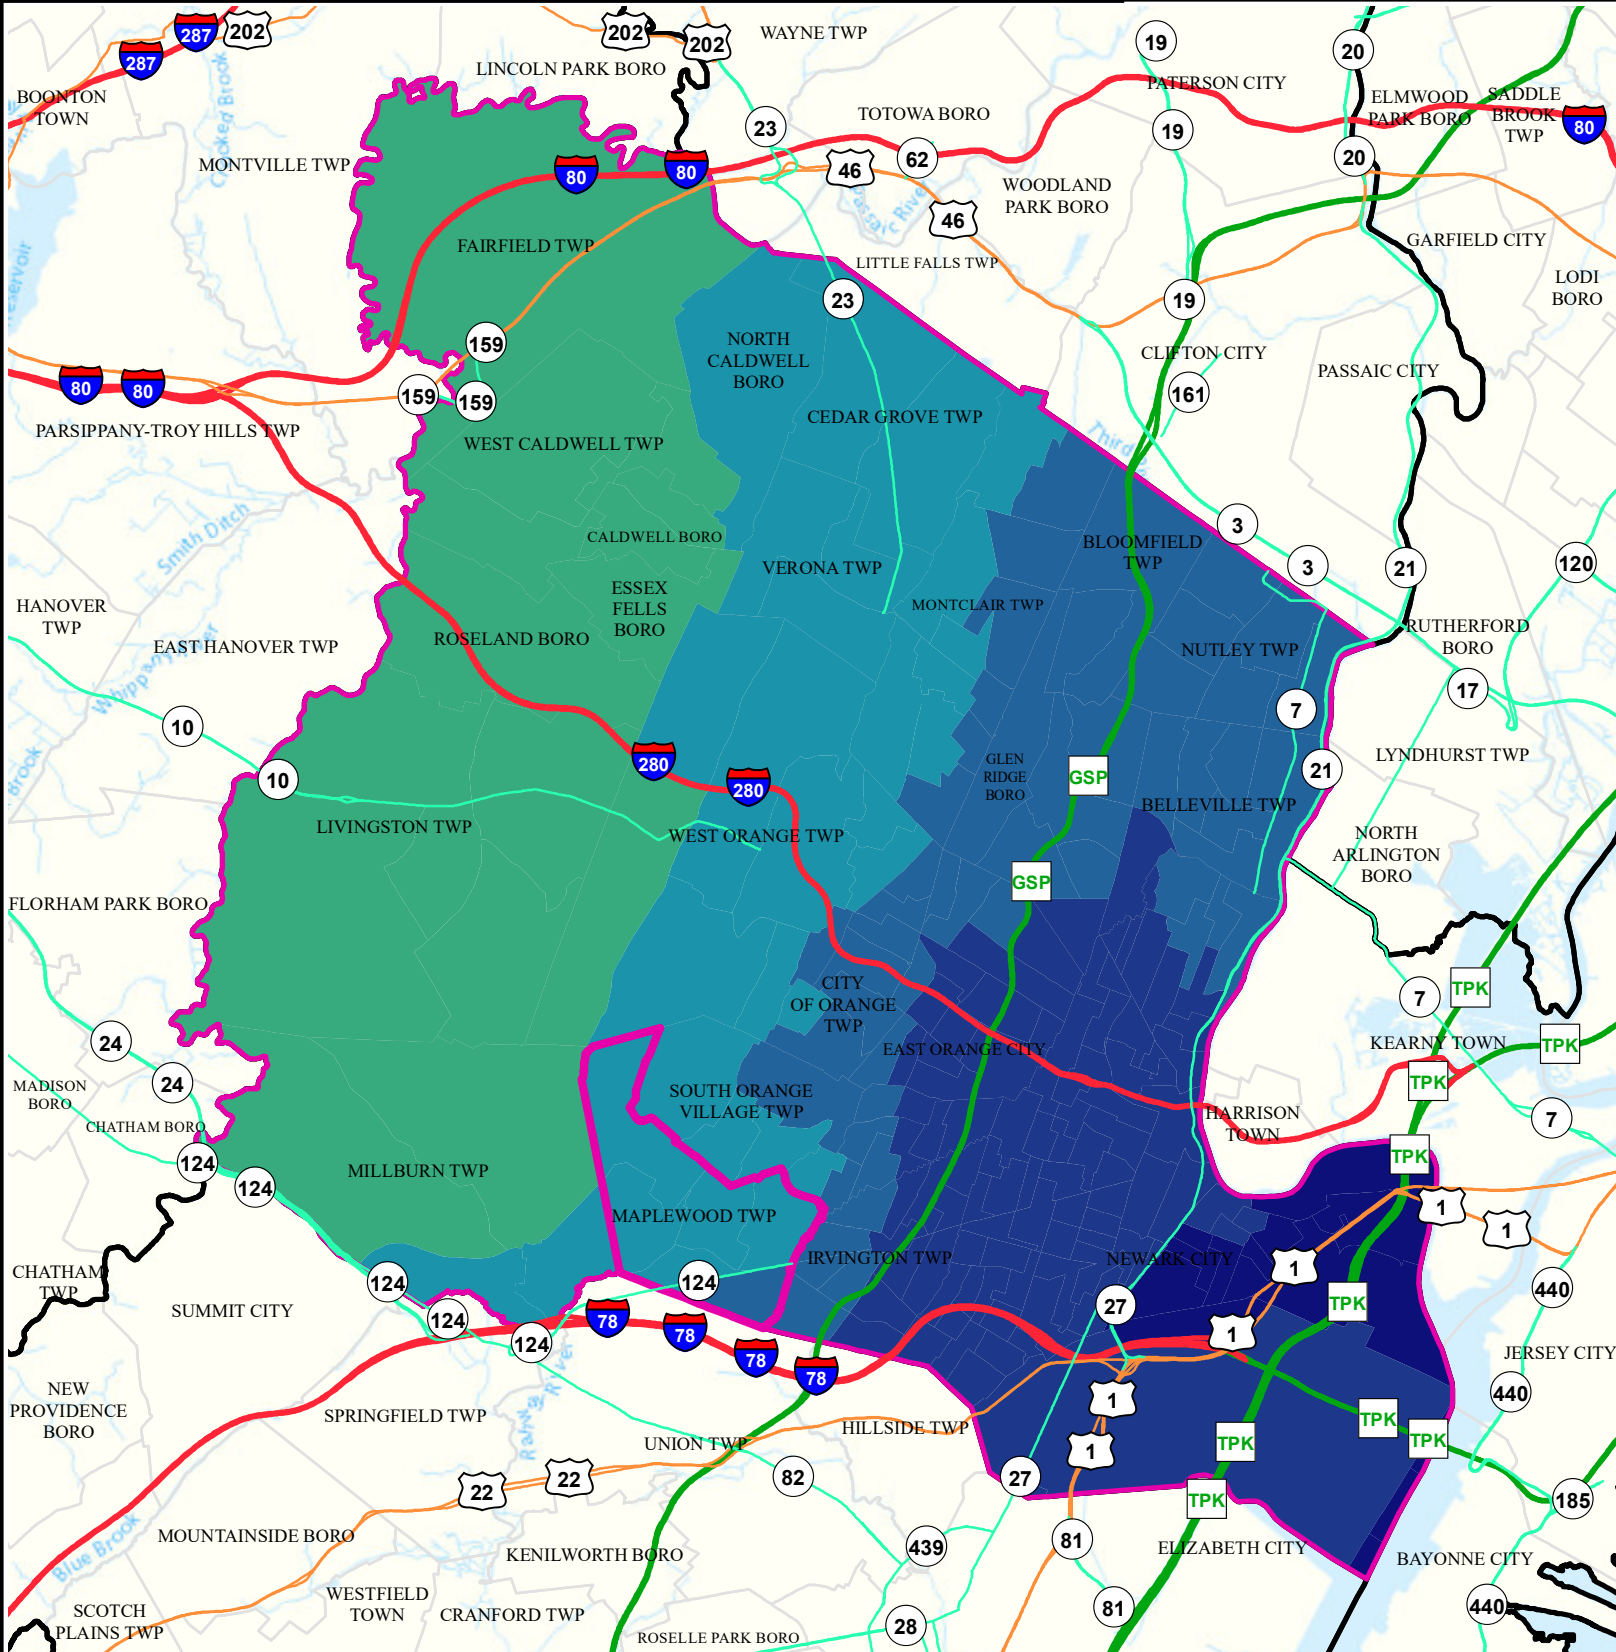 287
202
202
202
WAYNE TWP
19
20
287
LINCOLN PARK BORO
PATERSON CITY
BOONTON
TOWN
ELMWOOD
PARK BORO
SADDLE
BROOK
TWP
80
TOTOWA BORO
23
19
20
MONTVILLE TWP
80
80
46
62
WOODLAND
PARK BORO
Passaic River
46
FAIRFIELD TWP
GARFIELD CITY
LITTLE FALLS TWP
LODI
BORO
23
19
159
NORTH
CALDWELL
BORO
CLIFTON CITY
PASSAIC CITY
80
80
159
159
161
CEDAR GROVE TWP
PARSIPPANY-TROY HILLS TWP
WEST CALDWELL TWP
Third
Smith Ditch
3
CALDWELL BORO
BLOOMFIELD
TWP
VERONA TWP
3
21
120
HANOVER
TWP
ESSEX
FELLS
BORO
MONTCLAIR TWP
EAST HANOVER TWP
ROSELAND BORO
NUTLEY TWP
RUTHERFORD
BORO
17
10
7
280
LYNDHURST TWP
10
280
GLEN
RIDGE
BORO
GSP
21
Brook
BELLEVILLE TWP
LIVINGSTON TWP
WEST ORANGE TWP
NORTH
ARLINGTON
BORO
GSP
FLORHAM PARK BORO
CITY
OF ORANGE
TWP
7
TPK
24
EAST ORANGE CITY
KEARNY TOWN
TPK
24
TPK
MADISON
BORO
SOUTH ORANGE
VILLAGE TWP
HARRISON
TOWN
7
CHATHAM BORO
124
TPK
124
MILLBURN TWP
MAPLEWOOD TWP
1
1
IRVINGTON TWP
NEWARK CITY
1
CHATHAM
TWP
124
124
440
SUMMIT CITY
124
78
78
27
TPK
1
124
78
78
JERSEY CITY
NEW
PROVIDENCE
BORO
1
440
SPRINGFIELD TWP
HILLSIDE TWP
TPK
UNION TWP
1
TPK
TPK
22
22
82
27
TPK
185
MOUNTAINSIDE BORO
439
81
ELIZABETH CITY
Blue Brook
KENILWORTH BORO
BAYONNE CITY
WESTFIELD
TOWN
CRANFORD TWP
81
440
SCOTCH
PLAINS TWP
28
ROSELLE PARK BORO